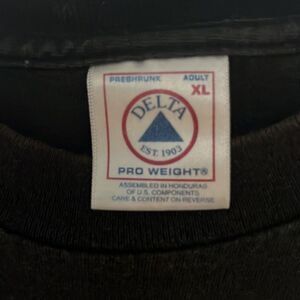 PRESHRUNK ADULT
XL
DELTA
EST. 1903
PRO WEIGHT®
ASSEMBLED IN HONDURAS
OF U.S. COMPONENTS
CARE & CONTENT ON REVERSE